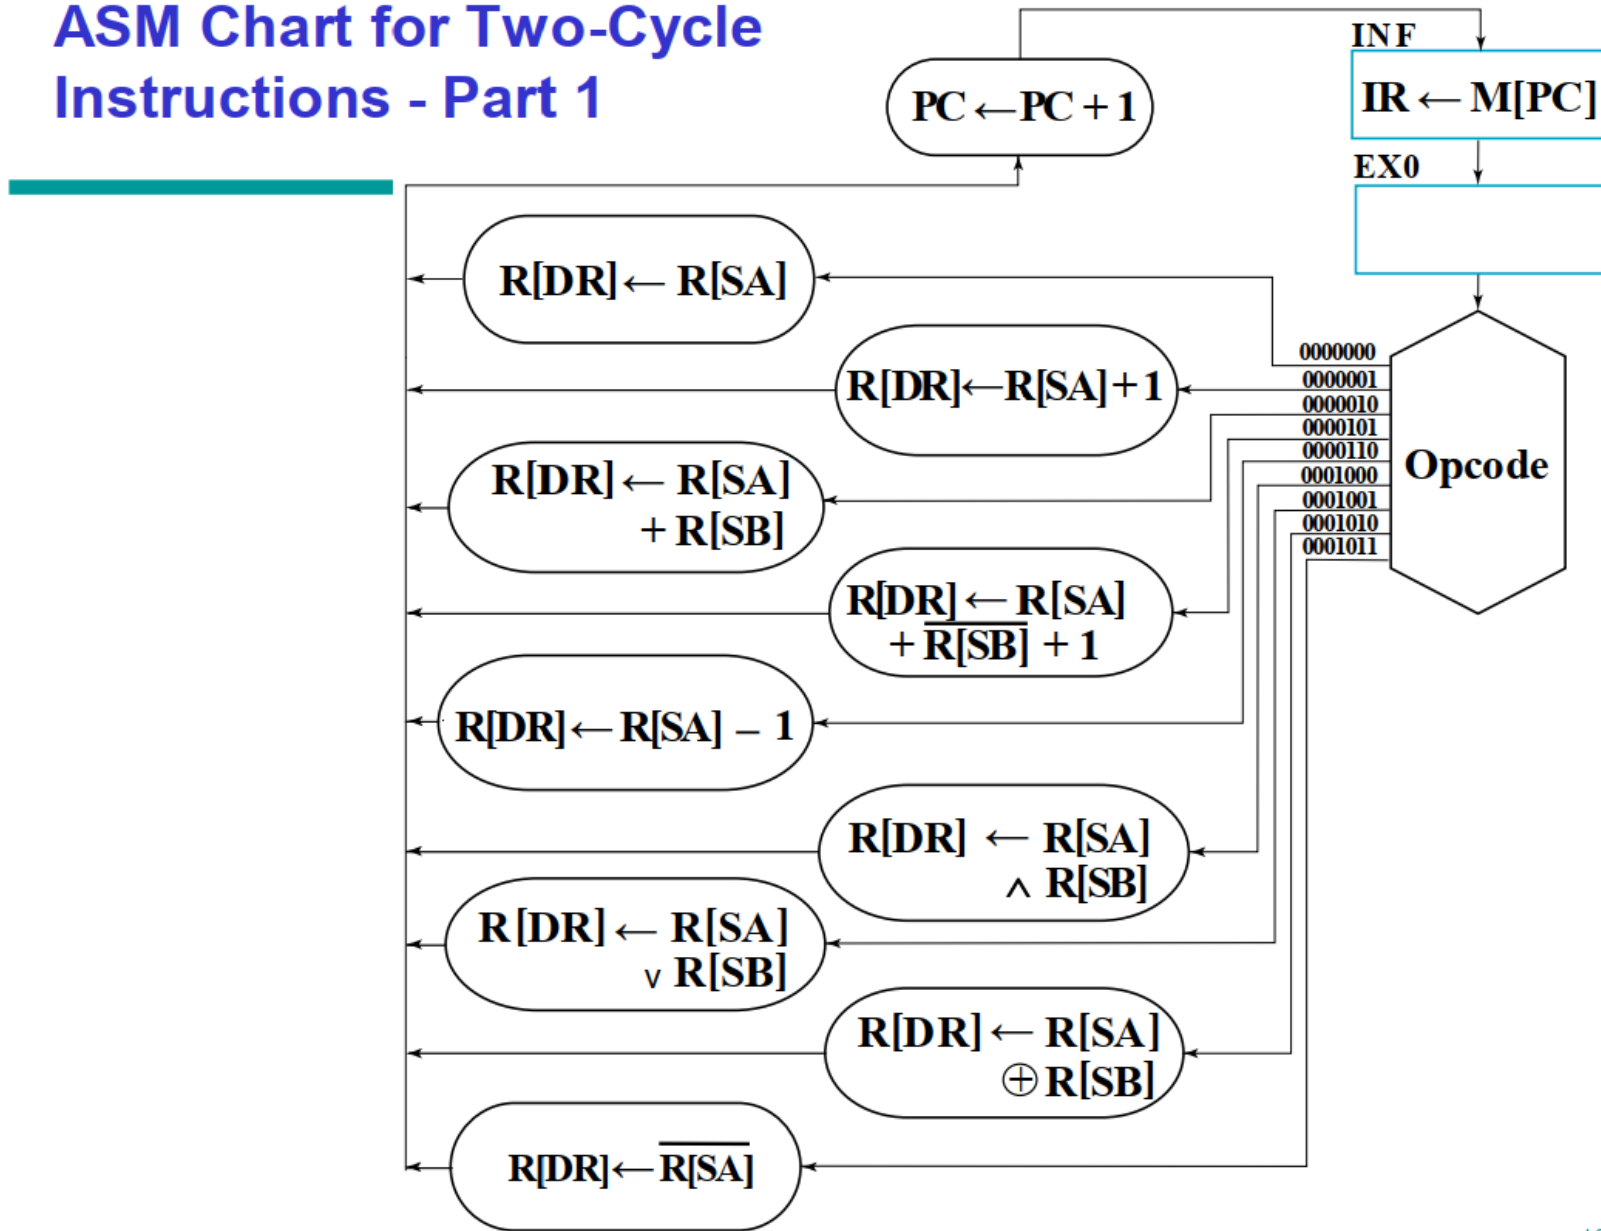 ASM Chart for Two-Cycle
Instructions - Part 1
PC ← PC + 1
INF
IR ← M[PC]
EX0
R[DR] ← R[SA]
0000000
R[DR] ← R[SA] + 1
0000001
0000010
0000101
0000110
0001000
0001001
0001010
0001011
Opcode
R[DR] ← R[SA]
+ R[SB]
R[DR] ← R[SA]
+ R̅[̅S̅B̅]̅ + 1
R[DR] ← R[SA] – 1
R[DR] ← R[SA]
∧ R[SB]
R[DR] ← R[SA]
∨ R[SB]
R[DR] ← R[SA]
⊕ R[SB]
R[DR] ← R̅[̅S̅A̅]̅